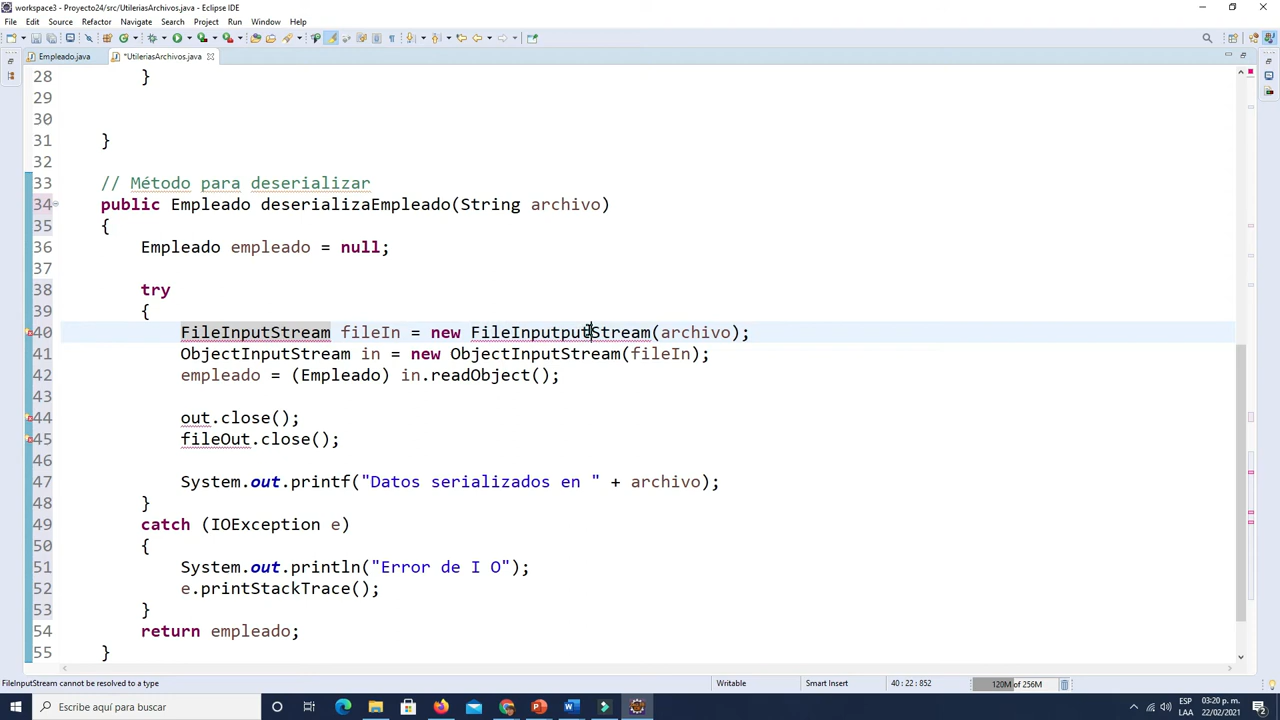 workspace3 - Proyecto24/src/UtileriasArchivos.java - Eclipse IDE
File Edit Source Refactor Navigate Search Project Run Window Help
Empleado.java *UtileriasArchivos.java
28 }
29
30
31 }
32
33 // Método para deserializar
34 public Empleado deserializaEmpleado(String archivo)
35 {
36 Empleado empleado = null;
37
38 try
39 {
40 FileInputStream fileIn = new FileInputputStream(archivo);
41 ObjectInputStream in = new ObjectInputStream(fileIn);
42 empleado = (Empleado) in.readObject();
43
44 out.close();
45 fileOut.close();
46
47 System.out.printf("Datos serializados en " + archivo);
48 }
49 catch (IOException e)
50 {
51 System.out.println("Error de I O");
52 e.printStackTrace();
53 }
54 return empleado;
55 }
FileInputStream cannot be resolved to a type Writable Smart Insert 40 : 22 : 852 120M of 256M
Escribe aquí para buscar ESP 03:20 p. m.
LAA 22/02/2021